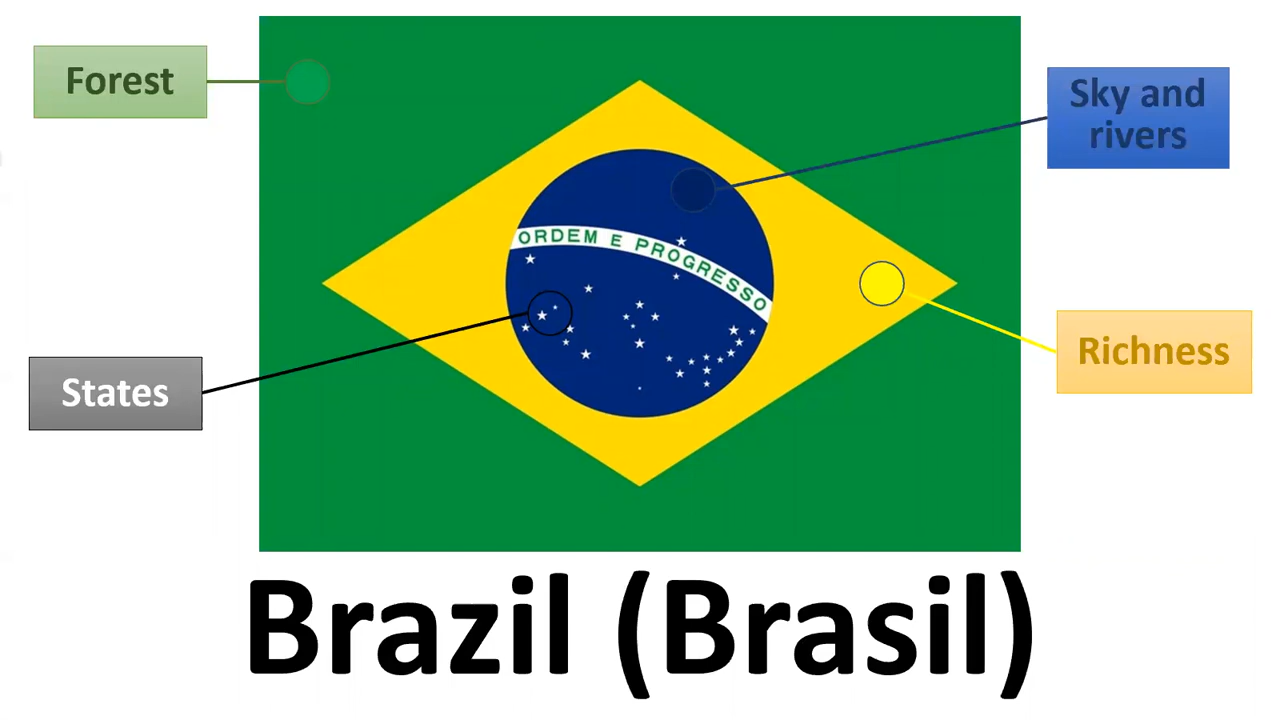 Forest
Sky and
rivers
ORDEM E PROGRESSO
States
Richness
Brazil (Brasil)